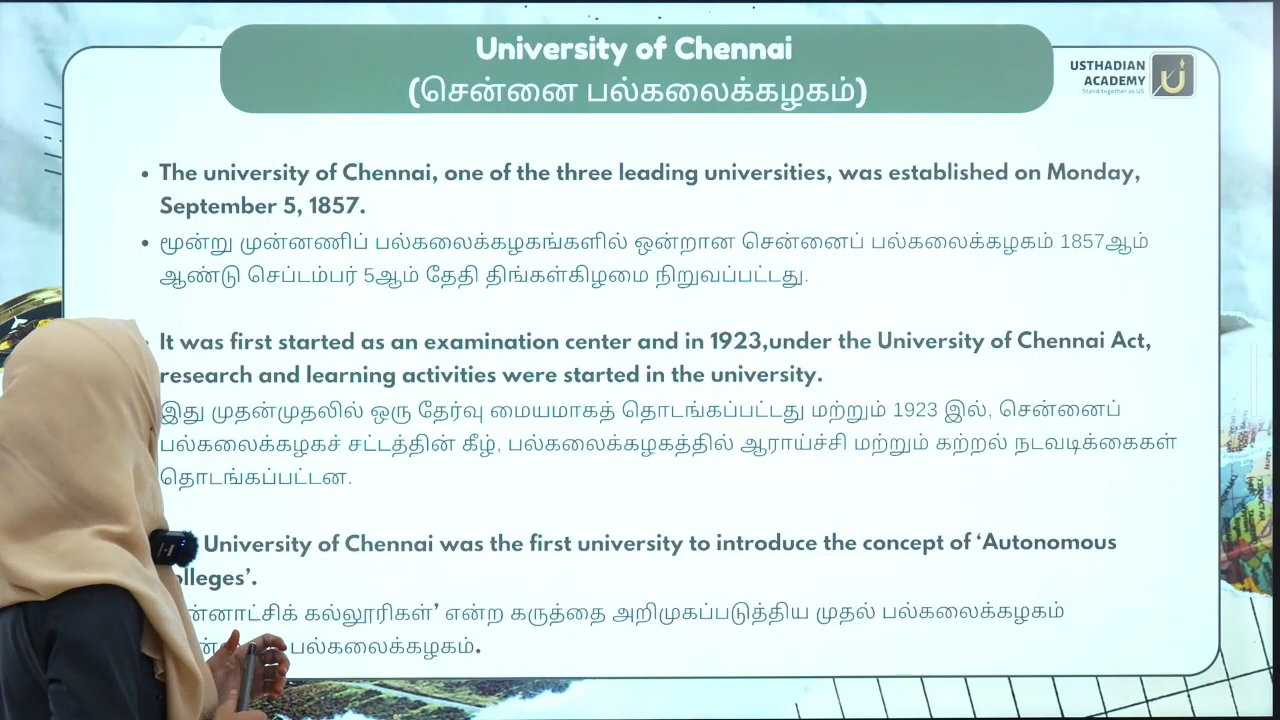 University of Chennai
(சென்னை பல்கலைக்கழகம்)
USTHADIAN
ACADEMY
Stand together as US
• The university of Chennai, one of the three leading universities, was established on Monday,
September 5, 1857.
• மூன்று முன்னணிப் பல்கலைக்கழகங்களில் ஒன்றான சென்னைப் பல்கலைக்கழகம் 1857ஆம்
ஆண்டு செப்டம்பர் 5ஆம் தேதி திங்கள்கிழமை நிறுவப்பட்டது.
It was first started as an examination center and in 1923,under the University of Chennai Act,
research and learning activities were started in the university.
இது முதன்முதலில் ஒரு தேர்வு மையமாகத் தொடங்கப்பட்டது மற்றும் 1923 இல், சென்னைப்
பல்கலைக்கழகச் சட்டத்தின் கீழ், பல்கலைக்கழகத்தில் ஆராய்ச்சி மற்றும் கற்றல் நடவடிக்கைகள்
தொடங்கப்பட்டன.
University of Chennai was the first university to introduce the concept of ‘Autonomous
olleges’.
கல்லூரிகள்’ என்ற கருத்தை அறிமுகப்படுத்திய முதல் பல்கலைக்கழகம்
பல்கலைக்கழகம்.